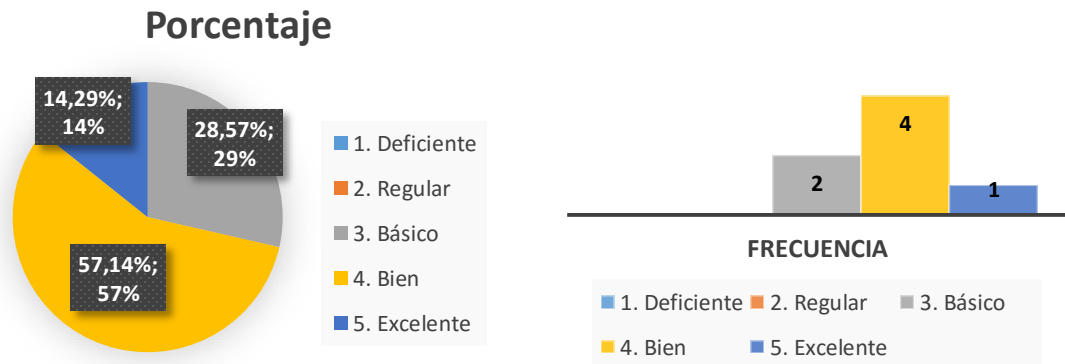 Porcentaje
14,29%;
14%
28,57%;
29%
57,14%;
57%
1. Deficiente
2. Regular
3. Básico
4. Bien
5. Excelente
2
4
1
FRECUENCIA
1. Deficiente 2. Regular 3. Básico
4. Bien 5. Excelente